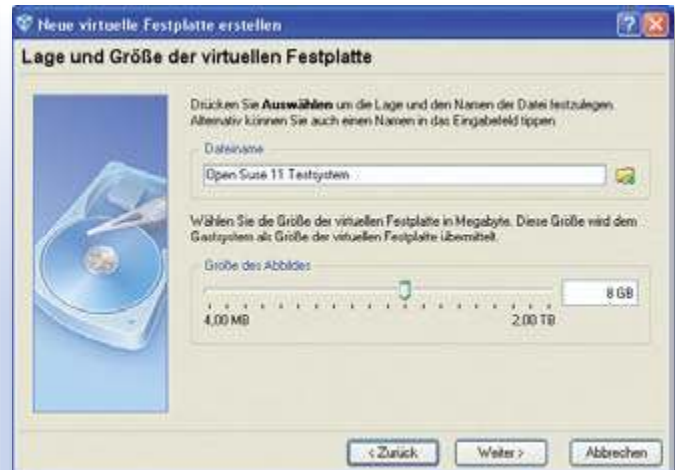 Neue virtuelle Festplatte erstellen
Lage und Größe der virtuellen Festplatte
Drücken Sie Auswählen um die Lage und den Namen der Datei festzulegen.
Alternativ können Sie auch einen Namen in das Eingabefeld tippen.
Dateiname
Open Suse 11 Testsystem
Wählen Sie die Größe der virtuellen Festplatte in Megabyte. Diese Größe wird dem
Gastsystem als Größe der virtuellen Festplatte übermittelt.
Größe des Abbildes
8 GB
4,00 MB 2,00 TB
< Zurück Weiter > Abbrechen